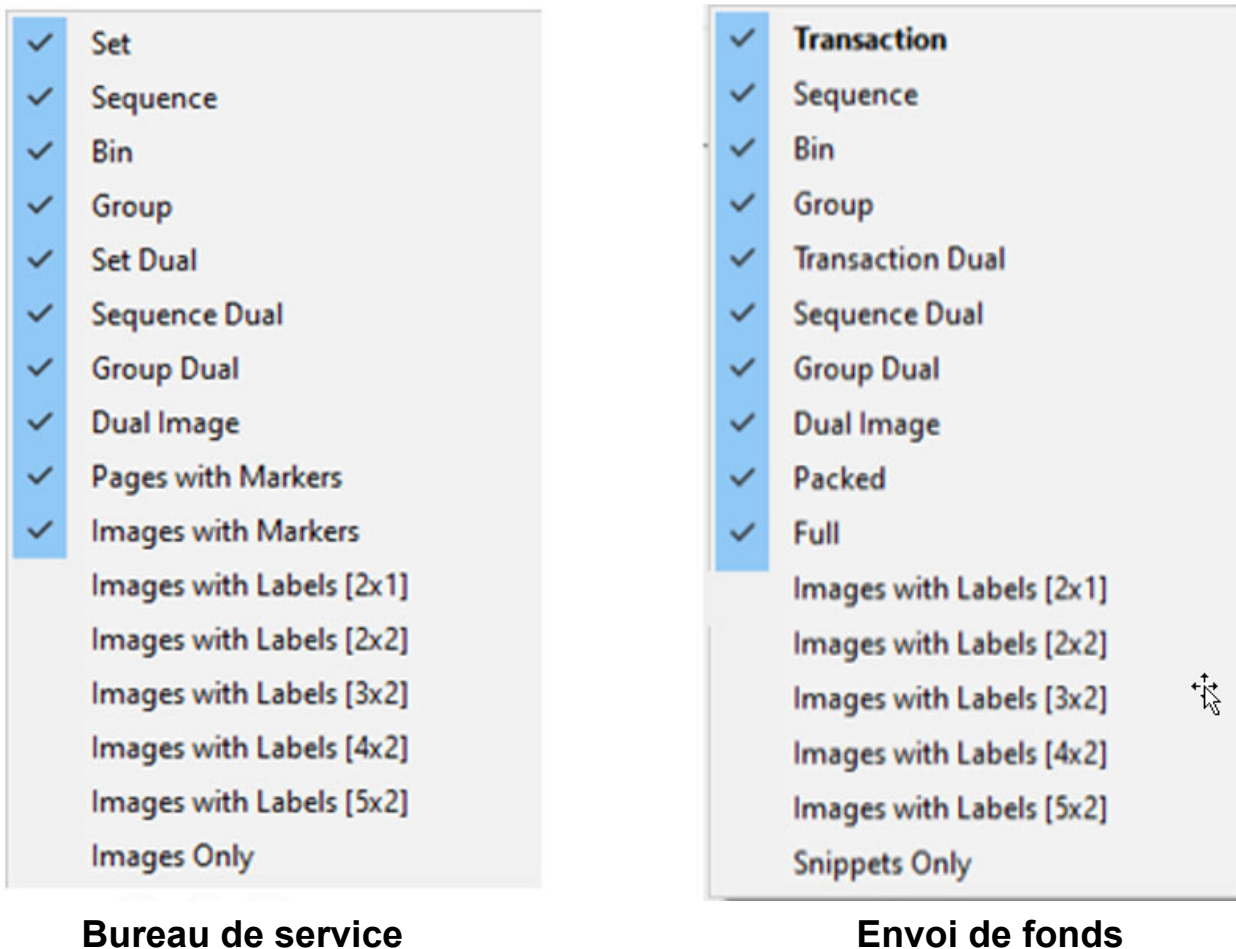 Set
Sequence
Bin
Group
Set Dual
Sequence Dual
Group Dual
Dual Image
Pages with Markers
Images with Markers
Images with Labels [2x1]
Images with Labels [2x2]
Images with Labels [3x2]
Images with Labels [4x2]
Images with Labels [5x2]
Images Only
Bureau de service
Transaction
Sequence
Bin
Group
Transaction Dual
Sequence Dual
Group Dual
Dual Image
Packed
Full
Images with Labels [2x1]
Images with Labels [2x2]
Images with Labels [3x2]
Images with Labels [4x2]
Images with Labels [5x2]
Snippets Only
Envoi de fonds